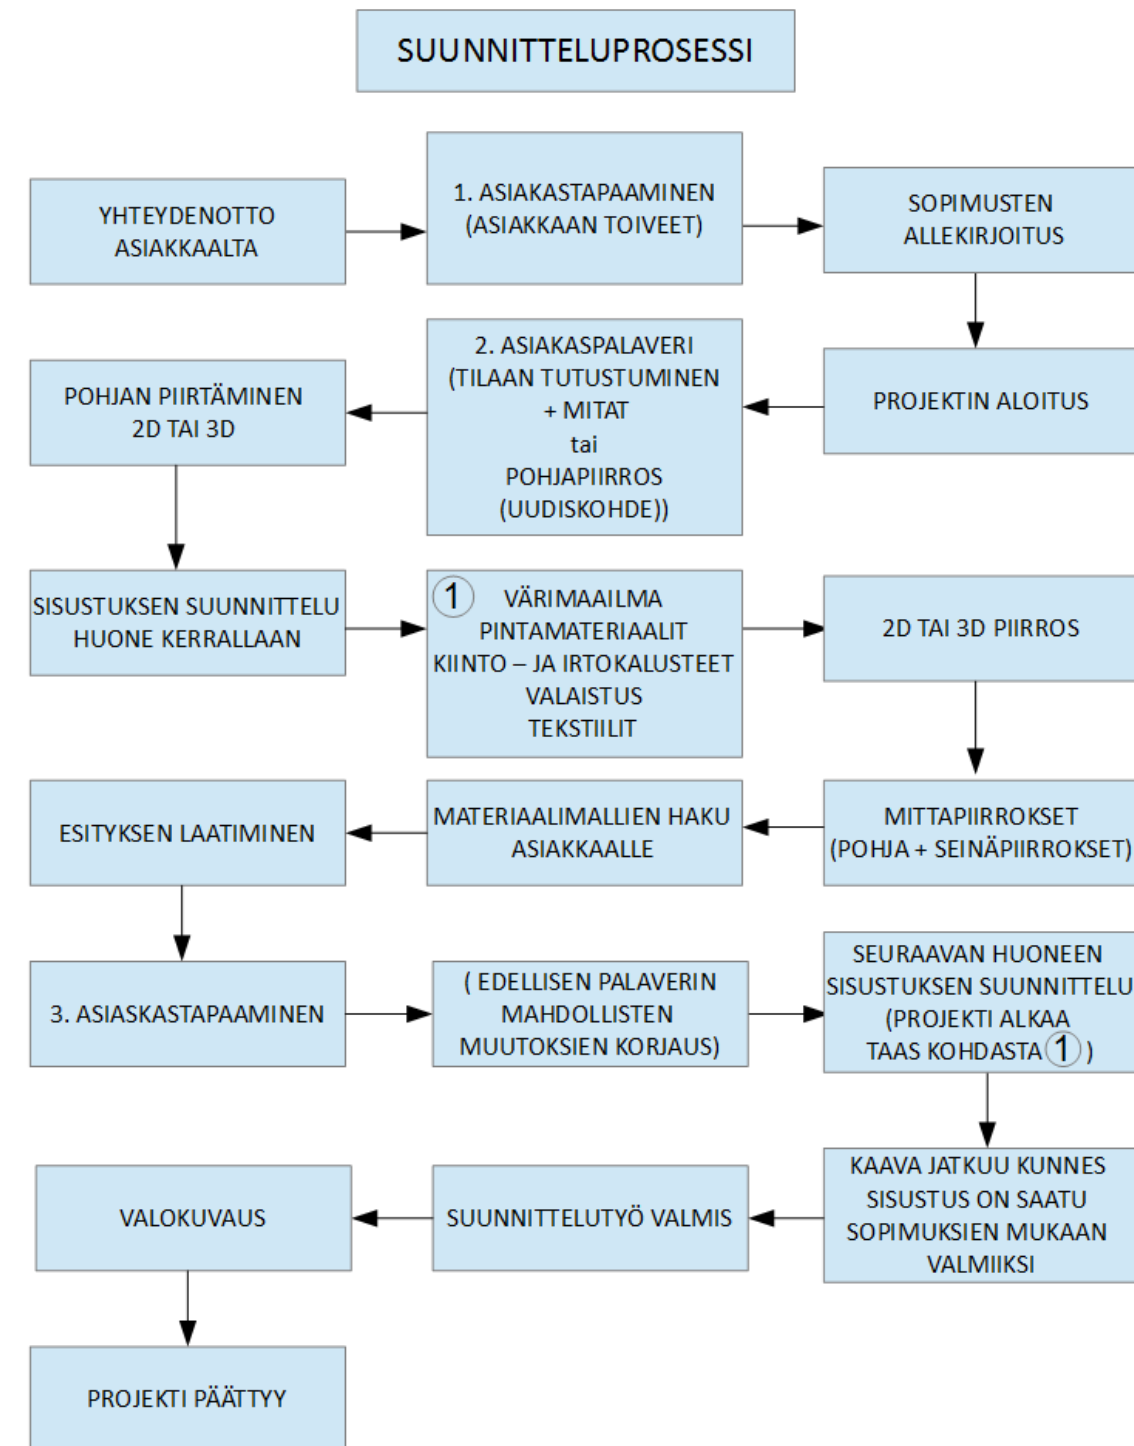 SUUNNITTELUPROSESSI
YHTEYDENOTTO
ASIAKKAALTA
1. ASIAKASTAPAAMINEN
(ASIAKKAAN TOIVEET)
SOPIMUSTEN
ALLEKIRJOITUS
PROJEKTIN ALOITUS
2. ASIAKASPALAVERI
(TILAAN TUTUSTUMINEN
+ MITAT
tai
POHJAPIIRROS
(UUDISKOHDE))
POHJAN PIIRTÄMINEN
2D TAI 3D
SISUSTUKSEN SUUNNITTELU
HUONE KERRALLAAN
1 VÄRIMAAILMA
PINTAMATERIAALIT
KIINTO – JA IRTOKALUSTEET
VALAISTUS
TEKSTIILIT
2D TAI 3D PIIRROS
MITTAPIIRROKSET
(POHJA + SEINÄPIIRROKSET)
MATERIAALIMALLIEN HAKU
ASIAKKAALLE
ESITYKSEN LAATIMINEN
3. ASIASKASTAPAAMINEN
( EDELLISEN PALAVERIN
MAHDOLLISTEN
MUUTOKSIEN KORJAUS)
SEURAAVAN HUONEEN
SISUSTUKSEN SUUNNITTELU
(PROJEKTI ALKAA
TAAS KOHDASTA 1 )
KAAVA JATKUU KUNNES
SISUSTUS ON SAATU
SOPIMUKSIEN MUKAAN
VALMIIKSI
SUUNNITTELUTYÖ VALMIS
VALOKUVAUS
PROJEKTI PÄÄTTYY